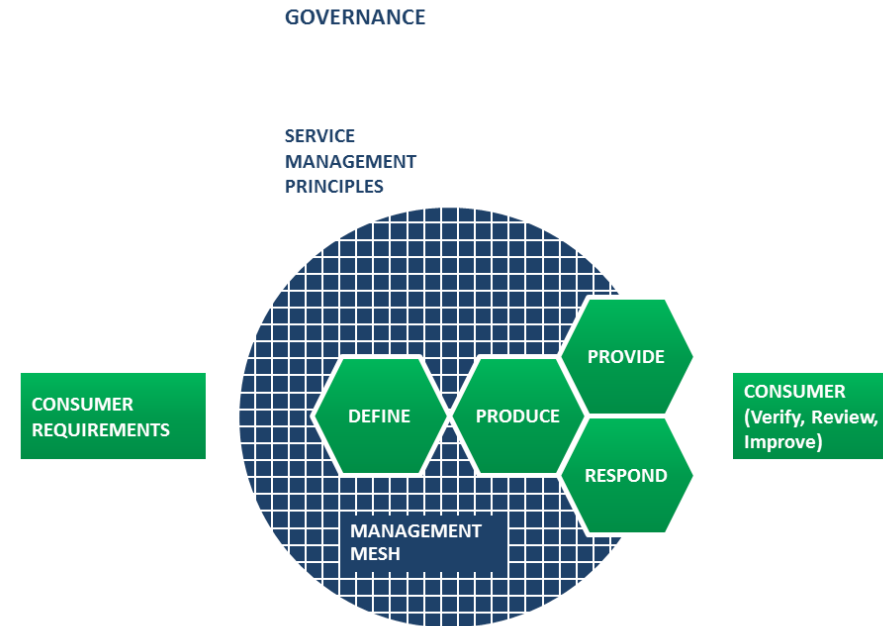 GOVERNANCE
SERVICE
MANAGEMENT
PRINCIPLES
PROVIDE
CONSUMER
REQUIREMENTS
DEFINE
PRODUCE
CONSUMER
(Verify, Review,
Improve)
RESPOND
MANAGEMENT
MESH